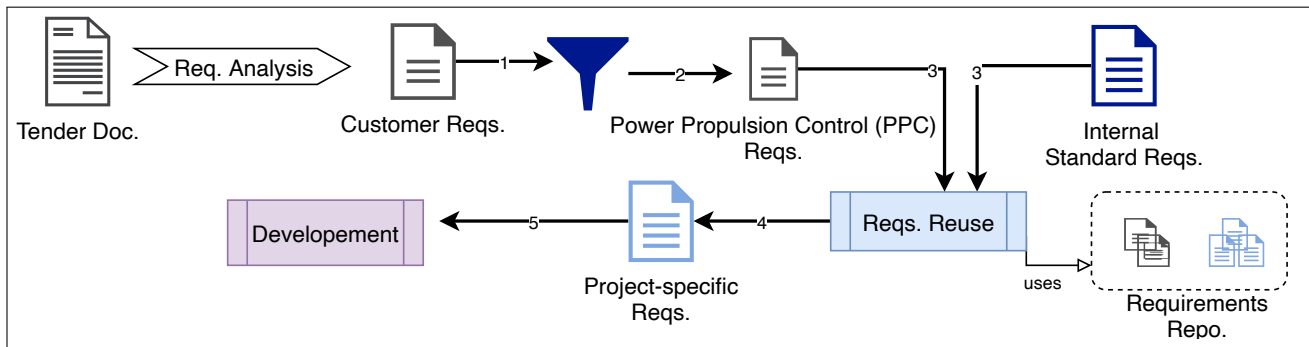 Req. Analysis
1
2
3
3
Tender Doc.
Customer Reqs.
Power Propulsion Control (PPC)
Reqs.
Internal
Standard Reqs.
Developement
5
4
Reqs. Reuse
uses
Project-specific
Reqs.
Requirements
Repo.